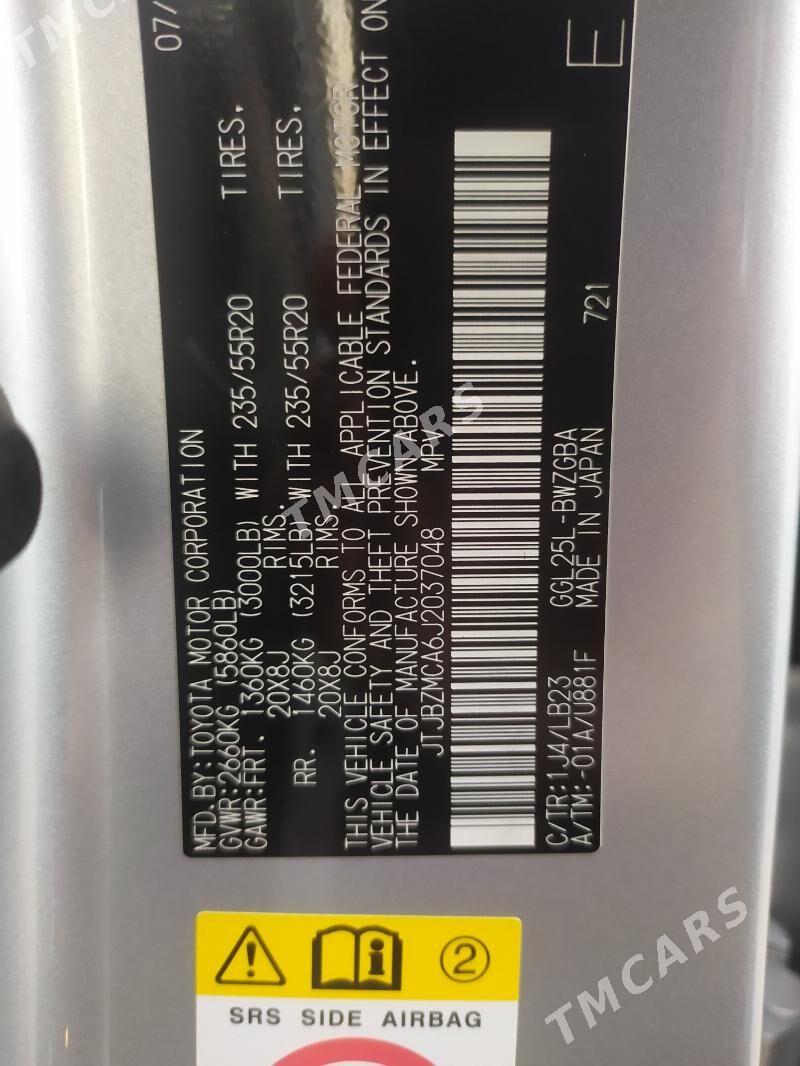 MFD.BY:TOYOTA MOTOR CORPORATION 07/
GVWR:2660KG (5860LB)
GAWR:FRT. 1360KG (3000LB) WITH 235/55R20 TIRES.
20X8J RIMS
RR. 1460KG (3215LB) WITH 235/55R20 TIRES.
20X8J RIMS.
THIS VEHICLE CONFORMS TO ALL APPLICABLE FEDERAL MOTOR
VEHICLE SAFETY AND THEFT PREVENTION STANDARDS IN EFFECT ON
THE DATE OF MANUFACTURE SHOWN ABOVE.
JTJBZMCA6J2037048 MPV
C/TR:1J4/LB23 GGL25L-BWZGBA 721 E
A/TM:-01A/U881F MADE IN JAPAN
2
SRS SIDE AIRBAG
TMCARS
TMCARS
TMCARS